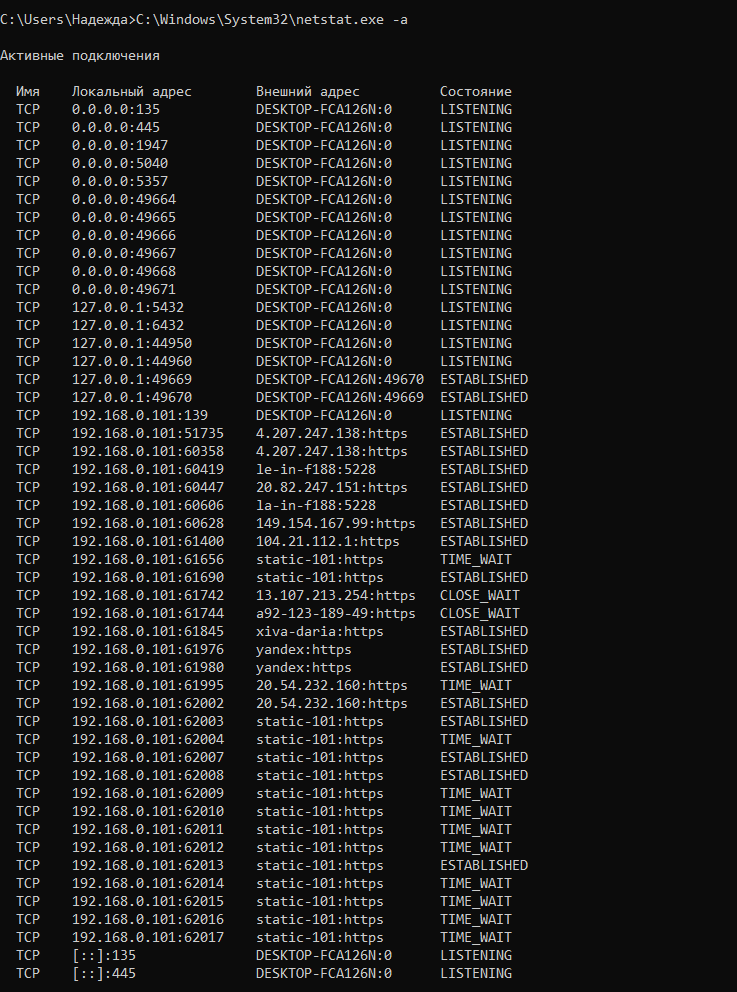 C:\Users\Надежда>C:\Windows\System32\netstat.exe -a
Активные подключения
Имя Локальный адрес Внешний адрес Состояние
TCP 0.0.0.0:135 DESKTOP-FCA126N:0 LISTENING
TCP 0.0.0.0:445 DESKTOP-FCA126N:0 LISTENING
TCP 0.0.0.0:1947 DESKTOP-FCA126N:0 LISTENING
TCP 0.0.0.0:5040 DESKTOP-FCA126N:0 LISTENING
TCP 0.0.0.0:5357 DESKTOP-FCA126N:0 LISTENING
TCP 0.0.0.0:49664 DESKTOP-FCA126N:0 LISTENING
TCP 0.0.0.0:49665 DESKTOP-FCA126N:0 LISTENING
TCP 0.0.0.0:49666 DESKTOP-FCA126N:0 LISTENING
TCP 0.0.0.0:49667 DESKTOP-FCA126N:0 LISTENING
TCP 0.0.0.0:49668 DESKTOP-FCA126N:0 LISTENING
TCP 0.0.0.0:49671 DESKTOP-FCA126N:0 LISTENING
TCP 127.0.0.1:5432 DESKTOP-FCA126N:0 LISTENING
TCP 127.0.0.1:6432 DESKTOP-FCA126N:0 LISTENING
TCP 127.0.0.1:44950 DESKTOP-FCA126N:0 LISTENING
TCP 127.0.0.1:44960 DESKTOP-FCA126N:0 LISTENING
TCP 127.0.0.1:49669 DESKTOP-FCA126N:49670 ESTABLISHED
TCP 127.0.0.1:49670 DESKTOP-FCA126N:49669 ESTABLISHED
TCP 192.168.0.101:139 DESKTOP-FCA126N:0 LISTENING
TCP 192.168.0.101:51735 4.207.247.138:https ESTABLISHED
TCP 192.168.0.101:60358 4.207.247.138:https ESTABLISHED
TCP 192.168.0.101:60419 le-in-f188:5228 ESTABLISHED
TCP 192.168.0.101:60447 20.82.247.151:https ESTABLISHED
TCP 192.168.0.101:60606 la-in-f188:5228 ESTABLISHED
TCP 192.168.0.101:60628 149.154.167.99:https ESTABLISHED
TCP 192.168.0.101:61400 104.21.112.1:https ESTABLISHED
TCP 192.168.0.101:61656 static-101:https TIME_WAIT
TCP 192.168.0.101:61690 static-101:https ESTABLISHED
TCP 192.168.0.101:61742 13.107.213.254:https CLOSE_WAIT
TCP 192.168.0.101:61744 a92-123-189-49:https CLOSE_WAIT
TCP 192.168.0.101:61845 xiva-daria:https ESTABLISHED
TCP 192.168.0.101:61976 yandex:https ESTABLISHED
TCP 192.168.0.101:61980 yandex:https ESTABLISHED
TCP 192.168.0.101:61995 20.54.232.160:https TIME_WAIT
TCP 192.168.0.101:62002 20.54.232.160:https ESTABLISHED
TCP 192.168.0.101:62003 static-101:https ESTABLISHED
TCP 192.168.0.101:62004 static-101:https TIME_WAIT
TCP 192.168.0.101:62007 static-101:https ESTABLISHED
TCP 192.168.0.101:62008 static-101:https ESTABLISHED
TCP 192.168.0.101:62009 static-101:https TIME_WAIT
TCP 192.168.0.101:62010 static-101:https TIME_WAIT
TCP 192.168.0.101:62011 static-101:https TIME_WAIT
TCP 192.168.0.101:62012 static-101:https TIME_WAIT
TCP 192.168.0.101:62013 static-101:https ESTABLISHED
TCP 192.168.0.101:62014 static-101:https TIME_WAIT
TCP 192.168.0.101:62015 static-101:https TIME_WAIT
TCP 192.168.0.101:62016 static-101:https TIME_WAIT
TCP 192.168.0.101:62017 static-101:https TIME_WAIT
TCP [::]:135 DESKTOP-FCA126N:0 LISTENING
TCP [::]:445 DESKTOP-FCA126N:0 LISTENING